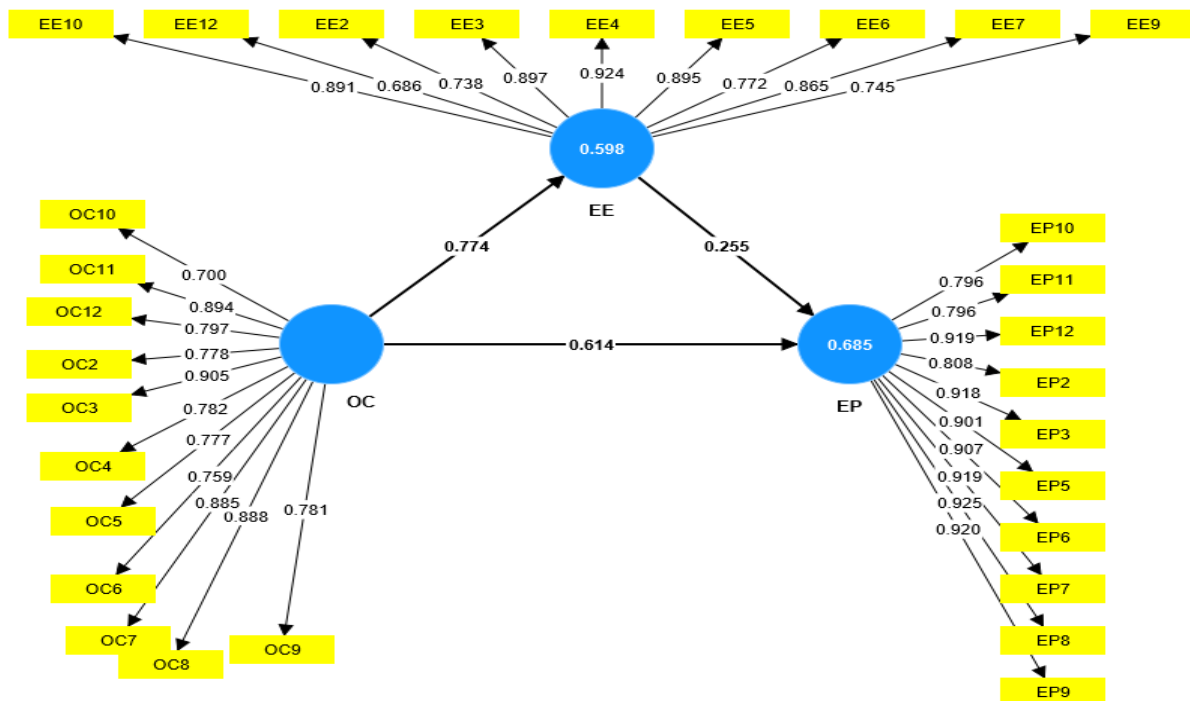 EE10 EE12 EE2 EE3 EE4 EE5 EE6 EE7 EE9
0.891 0.686 0.738 0.897 0.924 0.895 0.772 0.865 0.745
0.598
EE
0.774 0.255
OC10
OC11
OC12
OC2
OC3
OC4
OC5
OC6
OC7
OC8
OC9
0.700
0.894
0.797
0.778
0.905
0.782
0.777
0.759
0.885
0.888
0.781
OC
0.614
0.685
EP
0.796
0.796
0.919
0.808
0.918
0.901
0.907
0.919
0.925
0.920
EP10
EP11
EP12
EP2
EP3
EP5
EP6
EP7
EP8
EP9